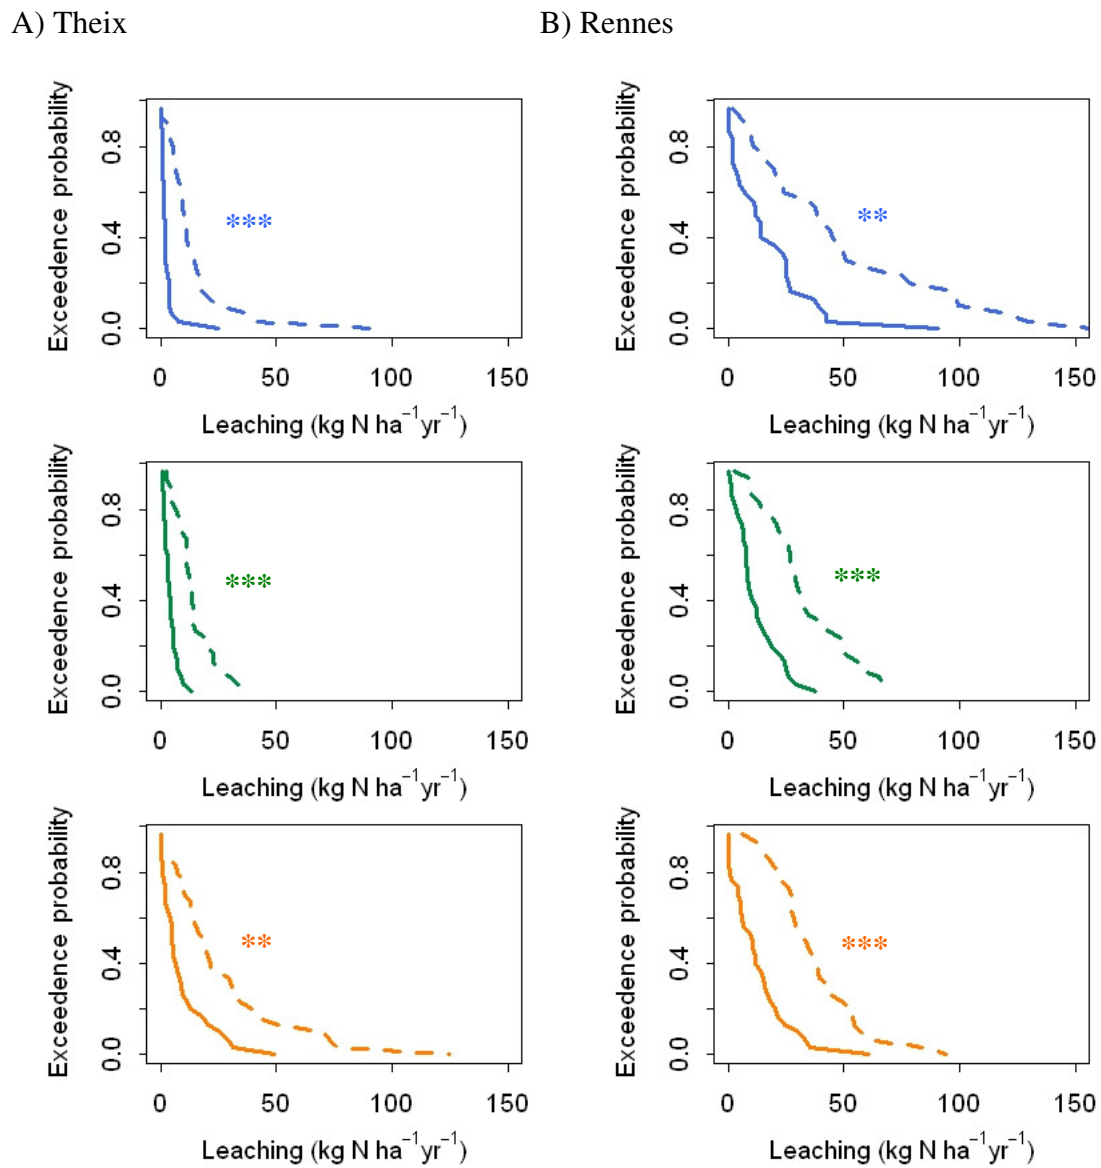 A) Theix
B) Rennes
Exceedence probability
0.0 0.4 0.8
***
0 50 100 150
Leaching (kg N ha⁻¹yr⁻¹)
Exceedence probability
0.0 0.4 0.8
**
0 50 100 150
Leaching (kg N ha⁻¹yr⁻¹)
Exceedence probability
0.0 0.4 0.8
***
0 50 100 150
Leaching (kg N ha⁻¹yr⁻¹)
Exceedence probability
0.0 0.4 0.8
***
0 50 100 150
Leaching (kg N ha⁻¹yr⁻¹)
Exceedence probability
0.0 0.4 0.8
**
0 50 100 150
Leaching (kg N ha⁻¹yr⁻¹)
Exceedence probability
0.0 0.4 0.8
***
0 50 100 150
Leaching (kg N ha⁻¹yr⁻¹)